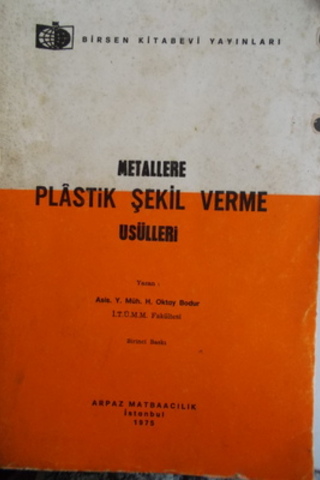 BİRSEN KİTABEVİ YAYINLARI
METALLERE
PLÂSTİK ŞEKİL VERME
USÜLLERİ
Yazan :
Asis. Y. Müh. H. Oktay Bodur
İ.T.Ü.M.M. Fakültesi
Birinci Baskı
ARPAZ MATBAACILIK
İstanbul
1975